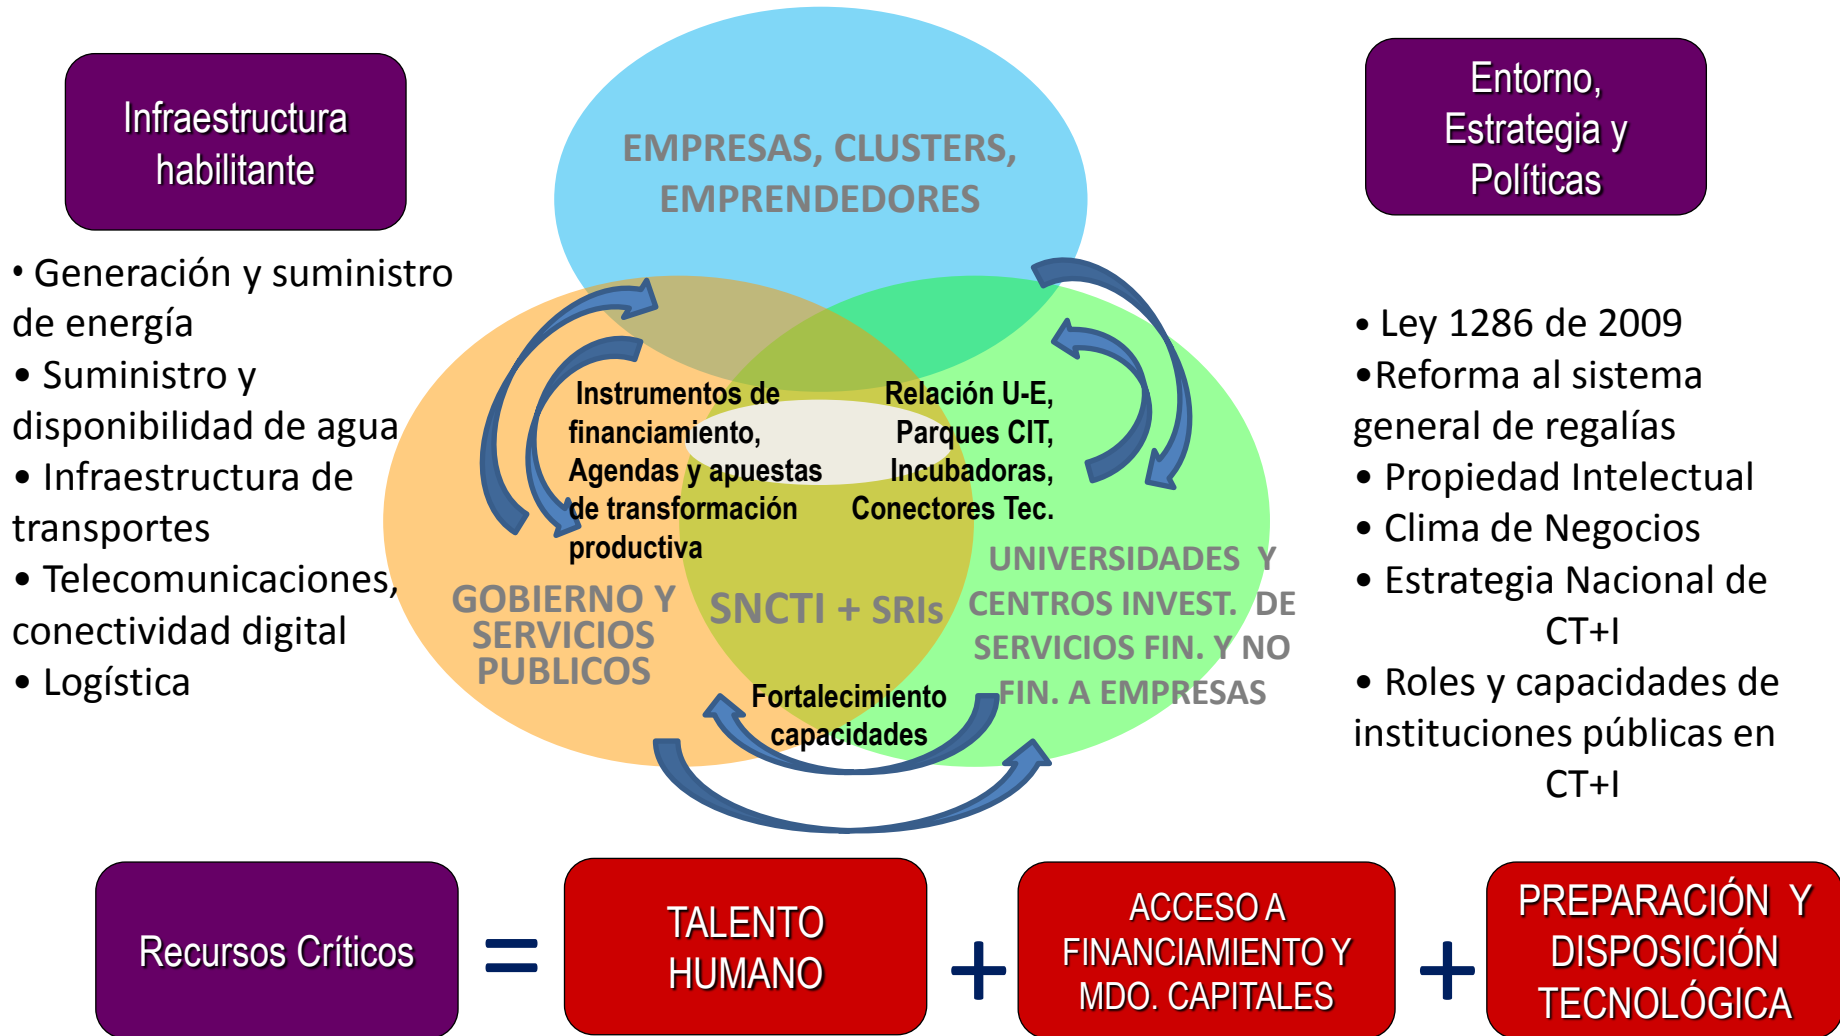 Infraestructura
habilitante
• Generación y suministro
de energía
• Suministro y
disponibilidad de agua
• Infraestructura de
transportes
• Telecomunicaciones,
conectividad digital
• Logística
EMPRESAS, CLUSTERS,
EMPRENDEDORES
Instrumentos de
financiamiento,
Agendas y apuestas
de transformación
productiva
Relación U-E,
Parques CIT,
Incubadoras,
Conectores Tec.
GOBIERNO Y
SERVICIOS
PUBLICOS
SNCTI + SRIs
UNIVERSIDADES Y
CENTROS INVEST. DE
SERVICIOS FIN. Y NO
FIN. A EMPRESAS
Fortalecimiento
capacidades
Entorno,
Estrategia y
Políticas
• Ley 1286 de 2009
•Reforma al sistema
general de regalías
• Propiedad Intelectual
• Clima de Negocios
• Estrategia Nacional de
CT+I
• Roles y capacidades de
instituciones públicas en
CT+I
Recursos Críticos
=
TALENTO
HUMANO
+
ACCESO A
FINANCIAMIENTO Y
MDO. CAPITALES
+
PREPARACIÓN Y
DISPOSICIÓN
TECNOLÓGICA